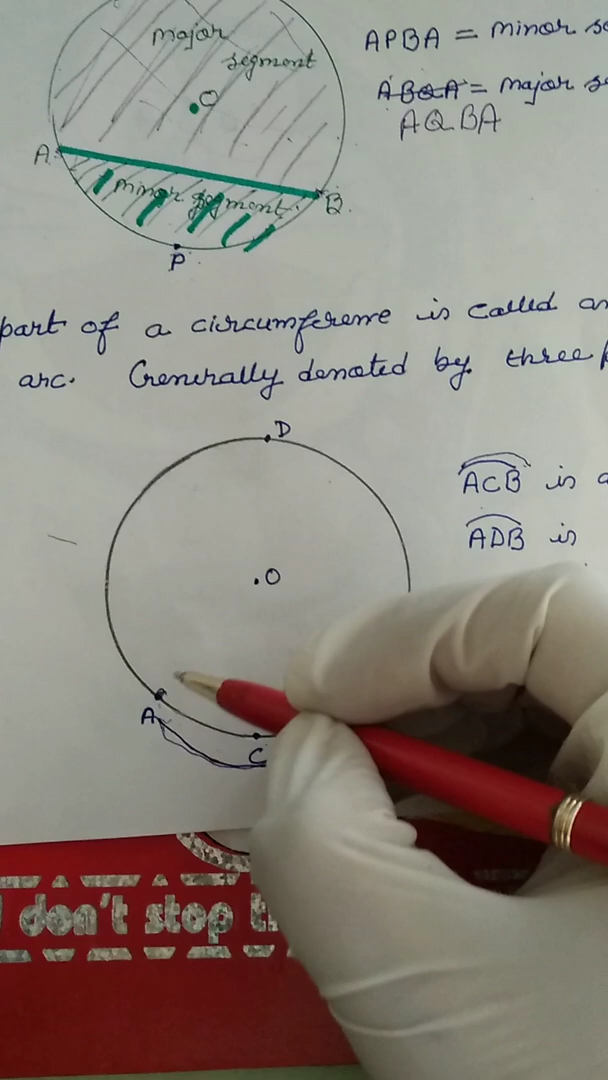 major
segment
O
A
minor segment.
B.
P
APBA = minor
ABQA = major
AQBA
part of a circumference is called an
arc. Generally denoted by three
D
ACB is
ADB is
.O
A
C
don't stop